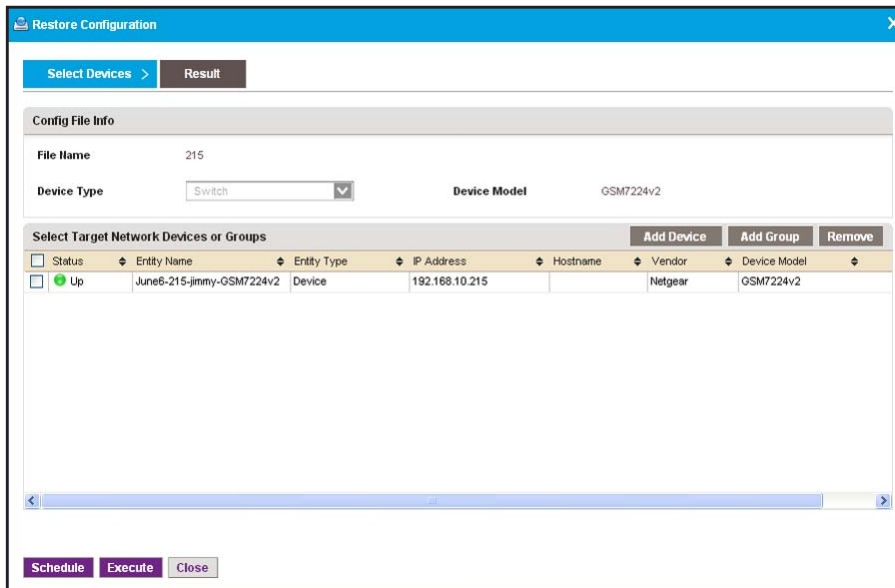 Restore Configuration X
Select Devices > Result
Config File Info
File Name 215
Device Type Switch Device Model GSM7224v2
Select Target Network Devices or Groups Add Device Add Group Remove
Status Entity Name Entity Type IP Address Hostname Vendor Device Model
Up June6-215-jimmy-GSM7224v2 Device 192.168.10.215 Netgear GSM7224v2
Schedule Execute Close